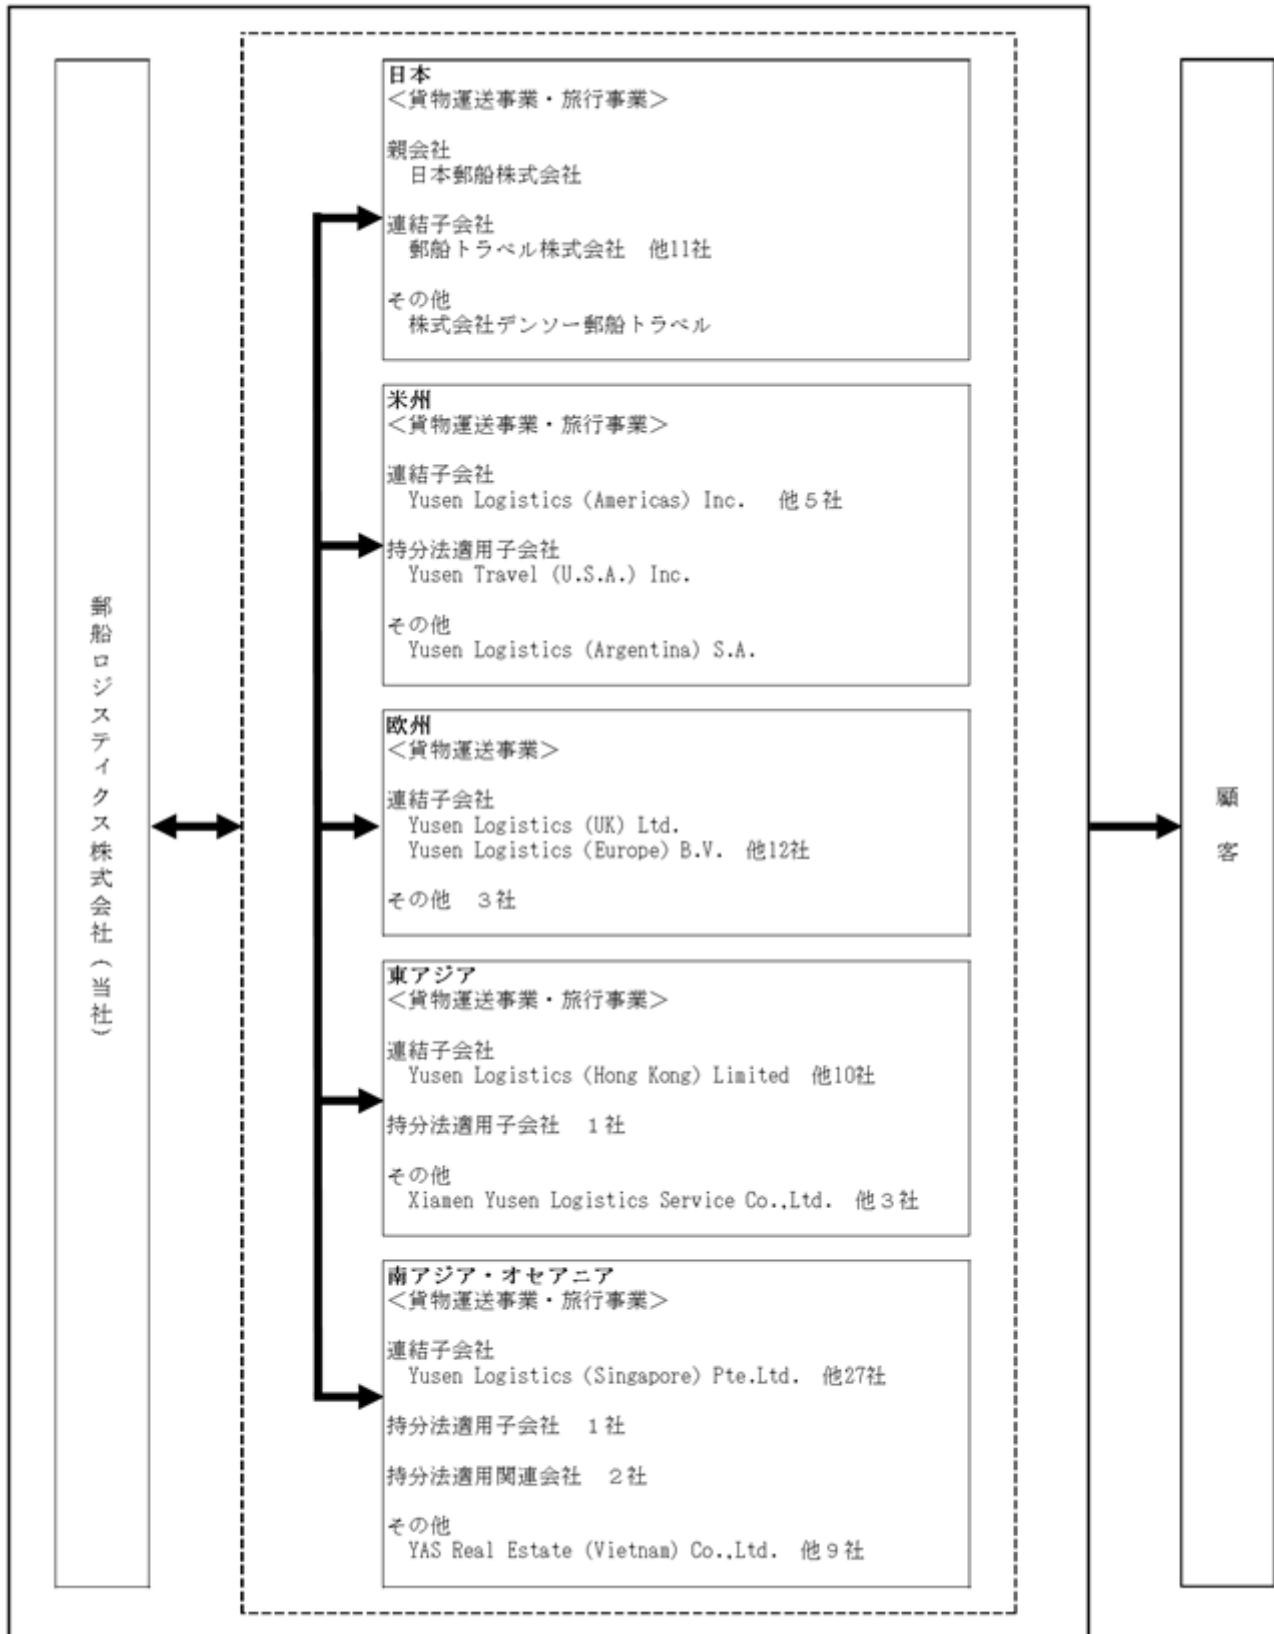 郵船ロジスティクス株式会社(当社)
日本
<貨物運送事業・旅行事業>
親会社
日本郵船株式会社
連結子会社
郵船トラベル株式会社 他11社
その他
株式会社デンソー郵船トラベル
米州
<貨物運送事業・旅行事業>
連結子会社
Yusen Logistics (Americas) Inc. 他5社
持分法適用子会社
Yusen Travel (U.S.A.) Inc.
その他
Yusen Logistics (Argentina) S.A.
欧州
<貨物運送事業>
連結子会社
Yusen Logistics (UK) Ltd.
Yusen Logistics (Europe) B.V. 他12社
その他 3社
東アジア
<貨物運送事業・旅行事業>
連結子会社
Yusen Logistics (Hong Kong) Limited 他10社
持分法適用子会社 1社
その他
Xiamen Yusen Logistics Service Co.,Ltd. 他3社
南アジア・オセアニア
<貨物運送事業・旅行事業>
連結子会社
Yusen Logistics (Singapore) Pte.Ltd. 他27社
持分法適用子会社 1社
持分法適用関連会社 2社
その他
YAS Real Estate (Vietnam) Co.,Ltd. 他9社
顧客